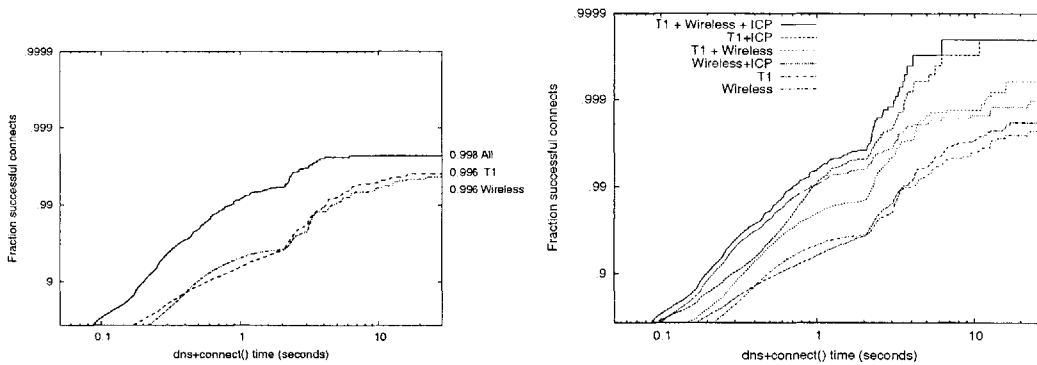 .9999
.999
.99
.9
0.998 All
0.996 T1
0.996 Wireless
Fraction successful connects
0.1
1
10
dns+connect() time (seconds)
.9999
.999
.99
.9
T1 + Wireless + ICP
T1+ICP
T1 + Wireless
Wireless+ICP
T1
Wireless
Fraction successful connects
0.1
1
10
dns+connect() time (seconds)